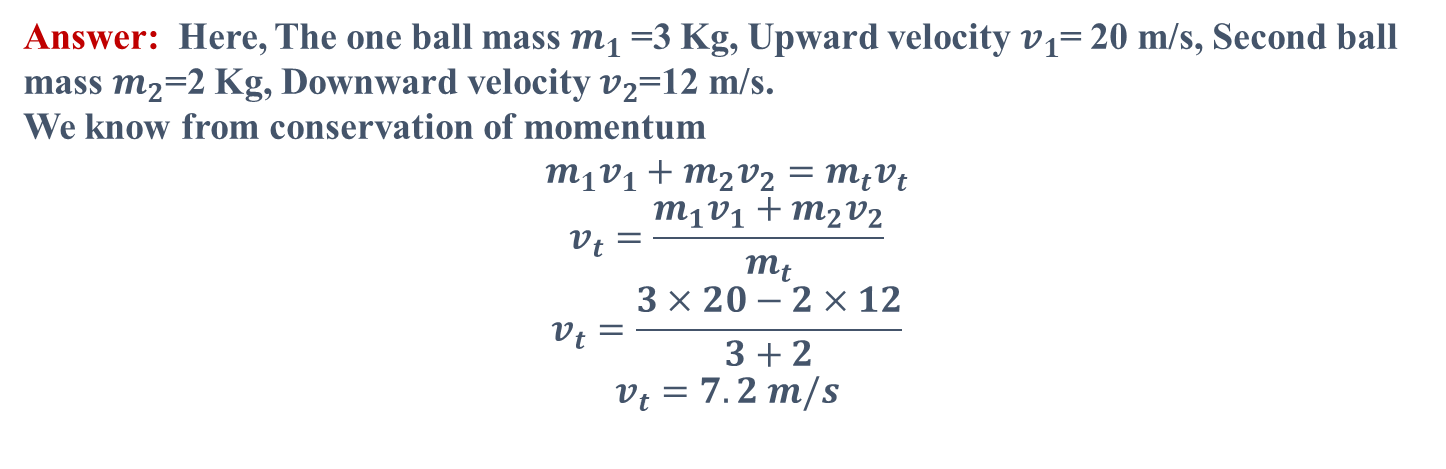 Answer: Here, The one ball mass m₁ =3 Kg, Upward velocity v₁= 20 m/s, Second ball
mass m₂=2 Kg, Downward velocity v₂=12 m/s.
We know from conservation of momentum
m₁v₁ + m₂v₂ = mₜvₜ
vₜ = (m₁v₁ + m₂v₂) / mₜ
vₜ = (3 × 20 − 2 × 12) / (3 + 2)
vₜ = 7.2 m/s